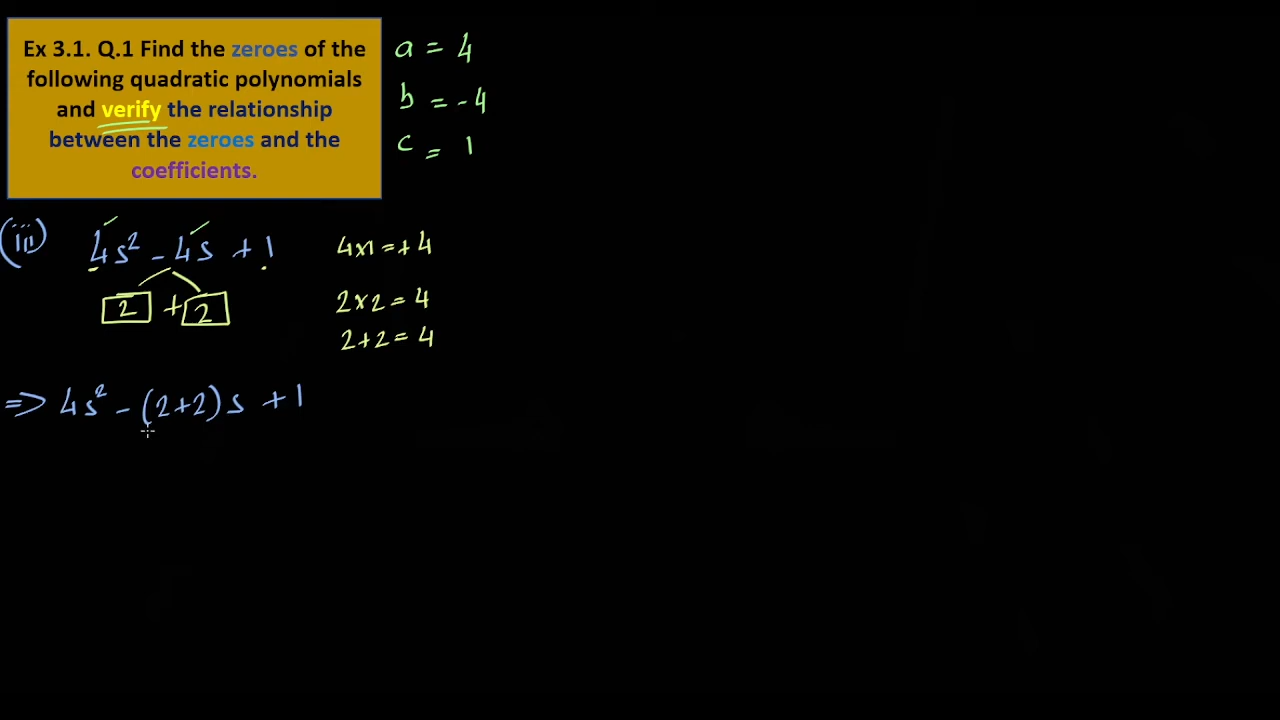 Ex 3.1. Q.1 Find the zeroes of the
following quadratic polynomials
and verify the relationship
between the zeroes and the
coefficients.
a = 4
b = -4
c = 1
(iii) 4s² - 4s + 1
2 + 2
4x1 = +4
2x2 = 4
2+2 = 4
=> 4s² - (2+2)s + 1